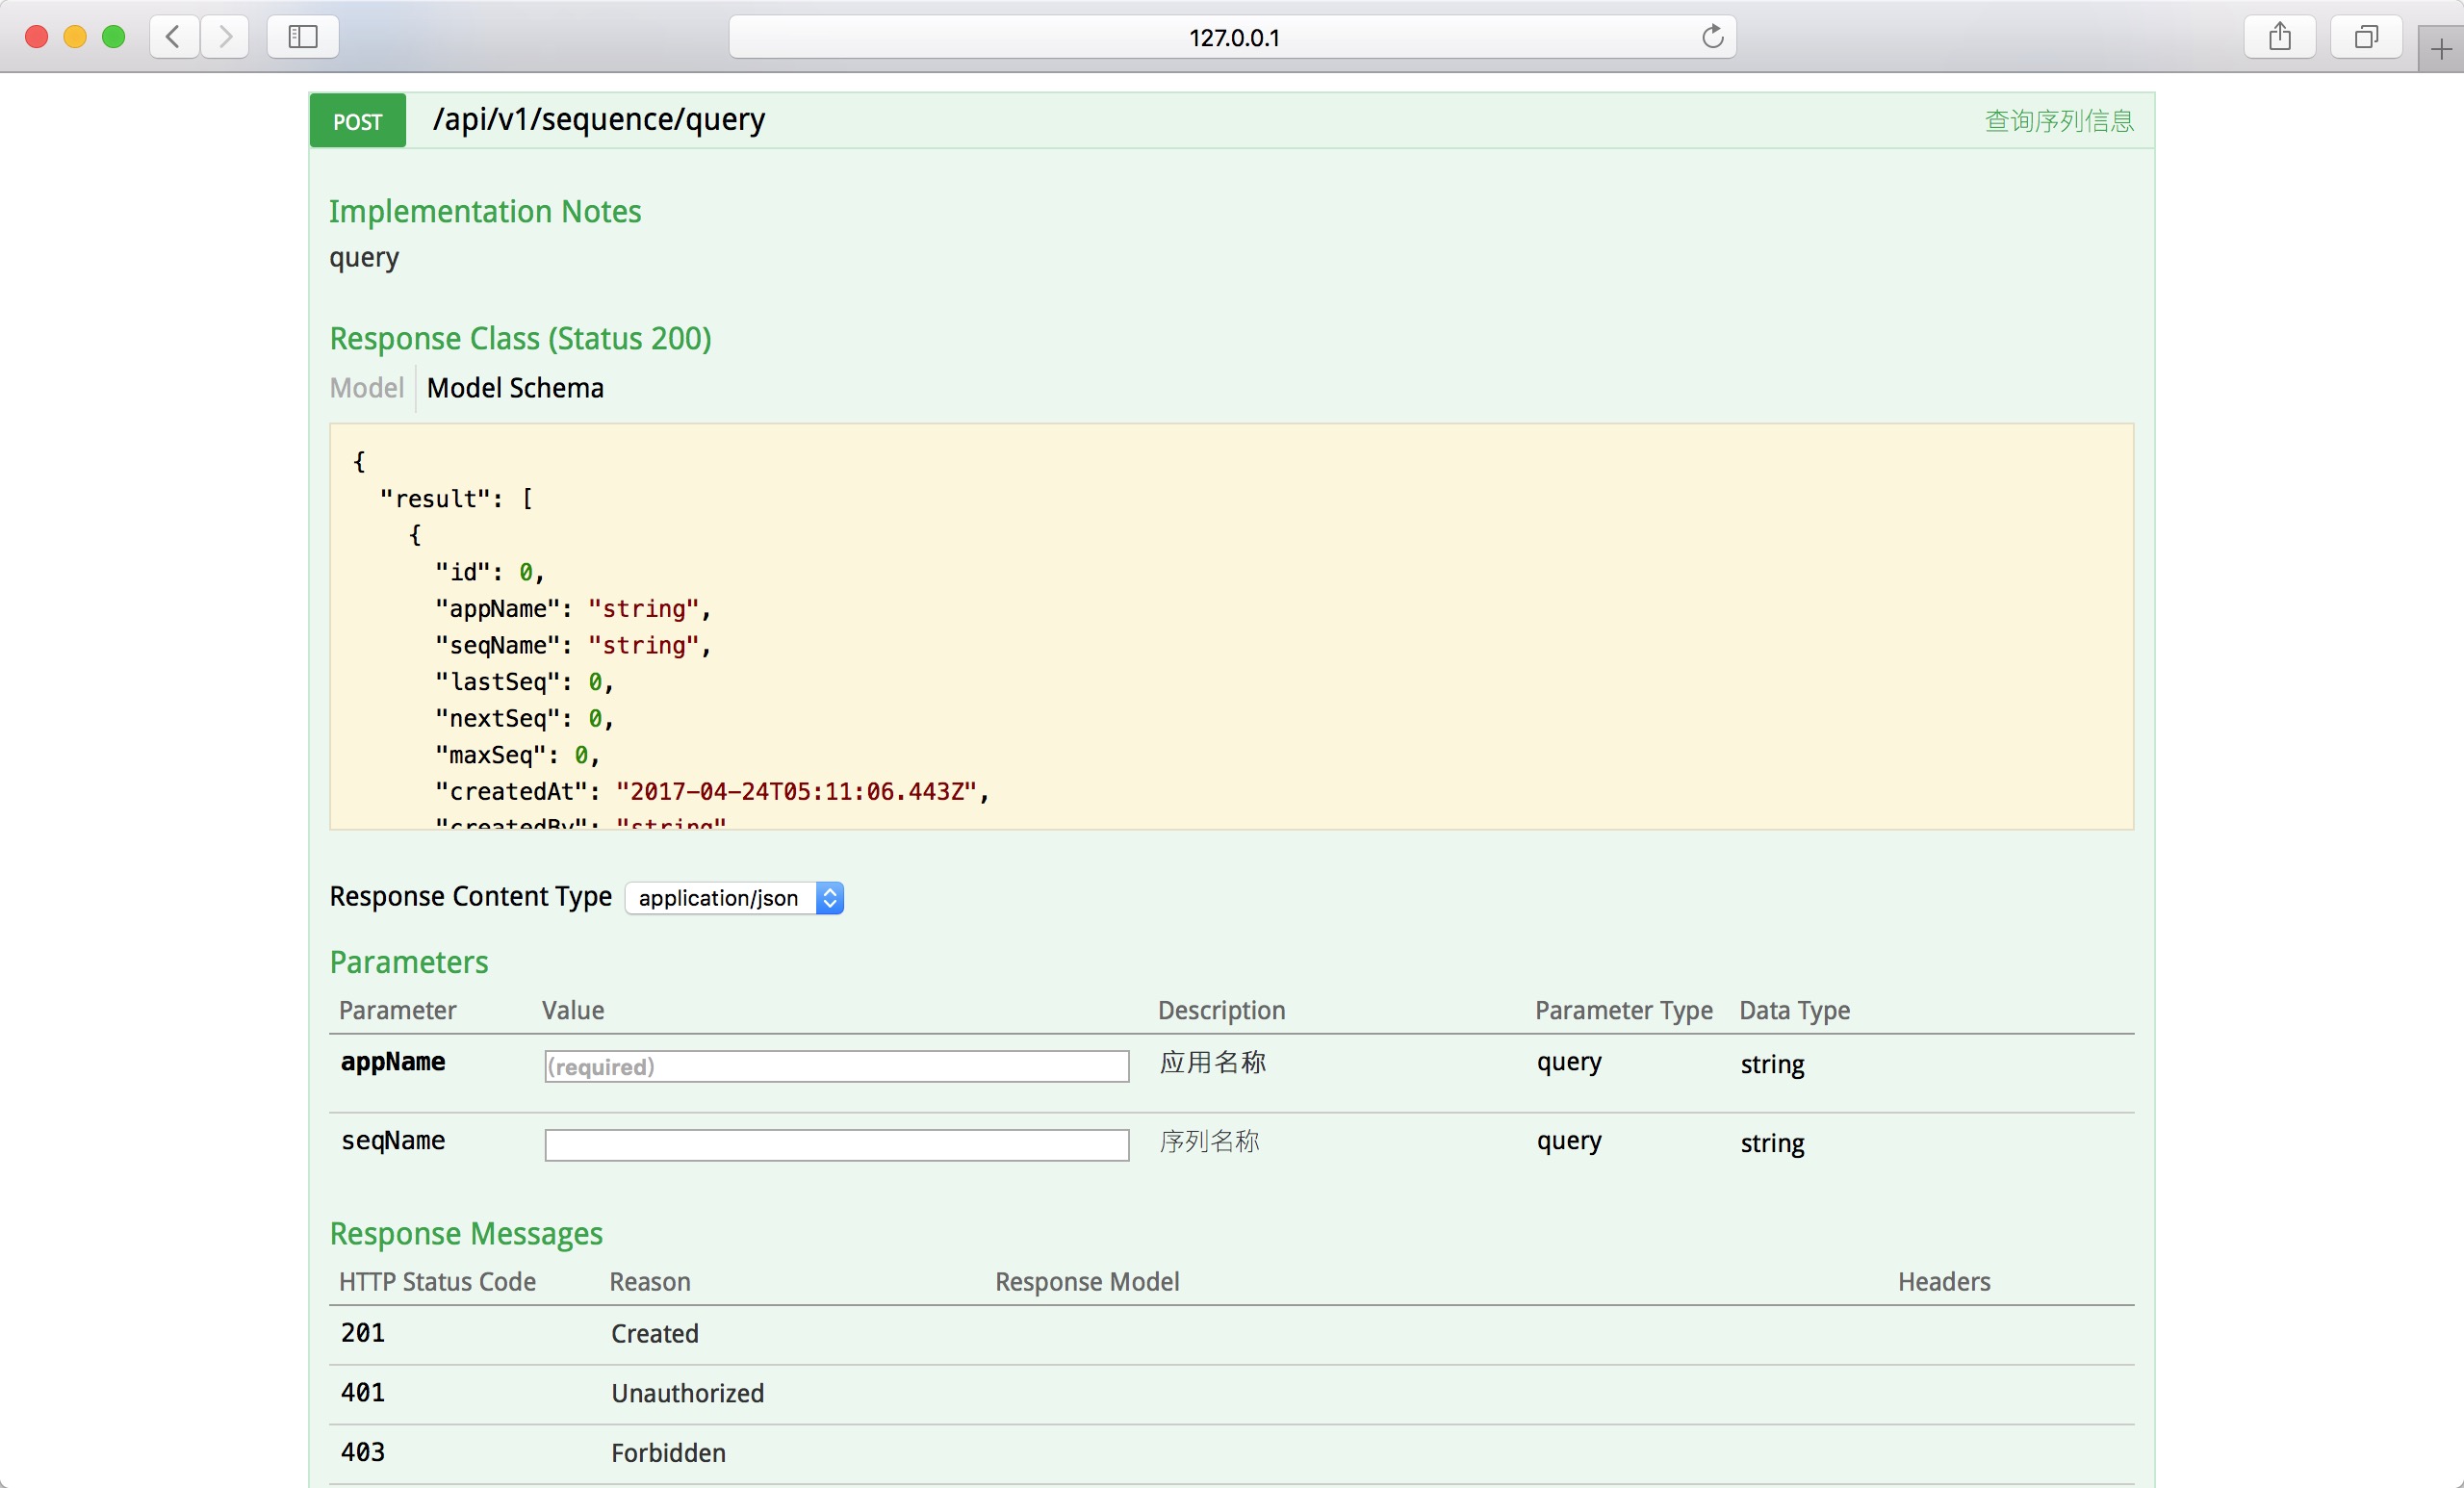 127.0.0.1
POST /api/v1/sequence/query 查询序列信息
Implementation Notes
query
Response Class (Status 200)
Model Model Schema
{
"result": [
{
"id": 0,
"appName": "string",
"seqName": "string",
"lastSeq": 0,
"nextSeq": 0,
"maxSeq": 0,
"createdAt": "2017-04-24T05:11:06.443Z",
"createdBy": "string"
Response Content Type application/json
Parameters
Parameter Value Description Parameter Type Data Type
appName (required) 应用名称 query string
seqName 序列名称 query string
Response Messages
HTTP Status Code Reason Response Model Headers
201 Created
401 Unauthorized
403 Forbidden